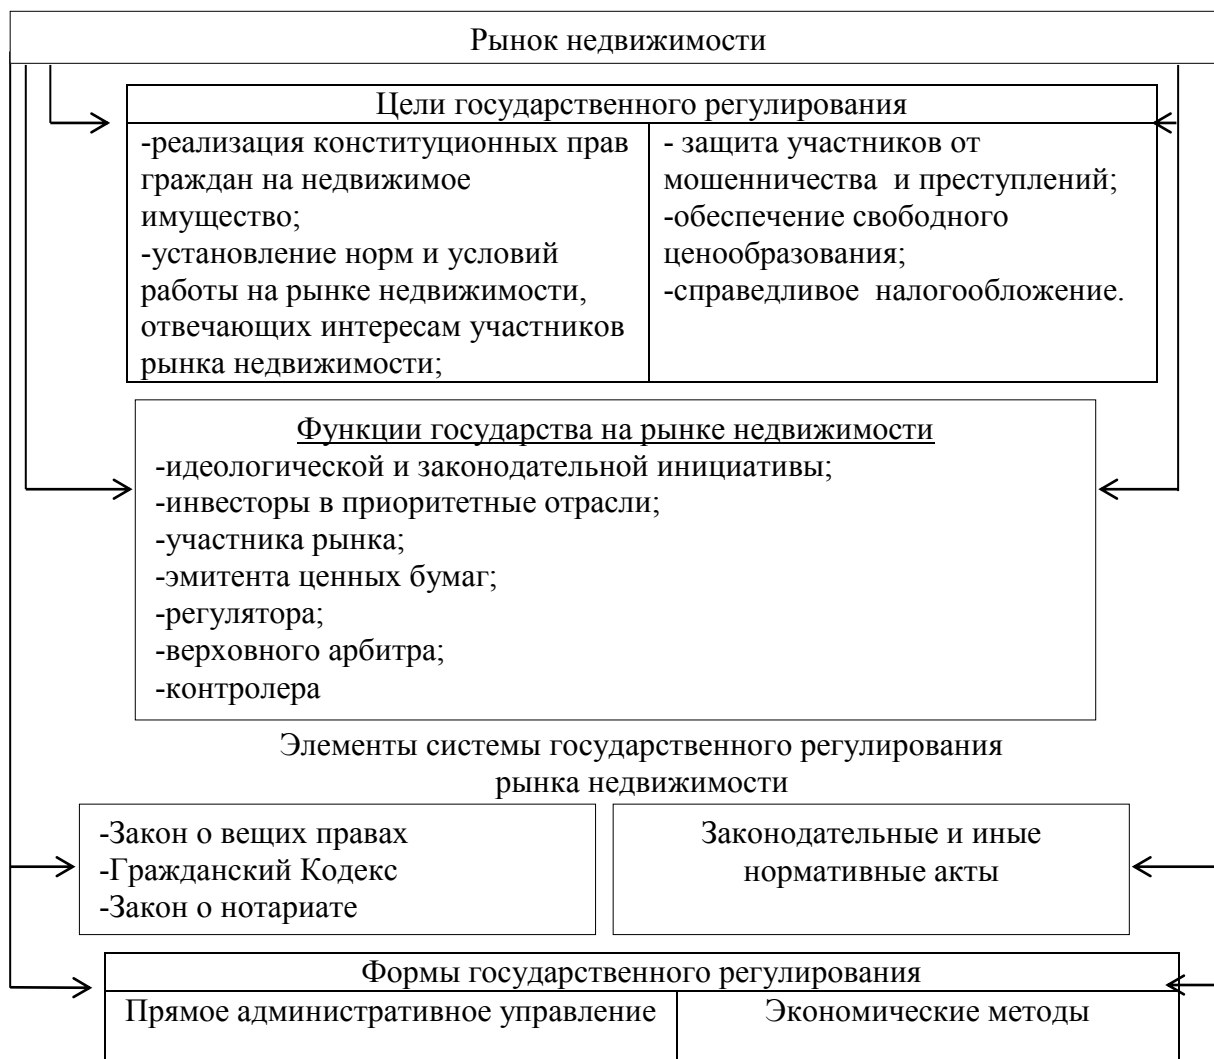 Рынок недвижимости
Цели государственного регулирования
-реализация конституционных прав
граждан на недвижимое
имущество;
-установление норм и условий
работы на рынке недвижимости,
отвечающих интересам участников
рынка недвижимости;
- защита участников от
мошенничества и преступлений;
-обеспечение свободного
ценообразования;
-справедливое налогообложение.
Функции государства на рынке недвижимости
-идеологической и законодательной инициативы;
-инвесторы в приоритетные отрасли;
-участника рынка;
-эмитента ценных бумаг;
-регулятора;
-верховного арбитра;
-контролера
Элементы системы государственного регулирования
рынка недвижимости
-Закон о вещих правах
-Гражданский Кодекс
-Закон о нотариате
Законодательные и иные
нормативные акты
Формы государственного регулирования
Прямое административное управление
Экономические методы